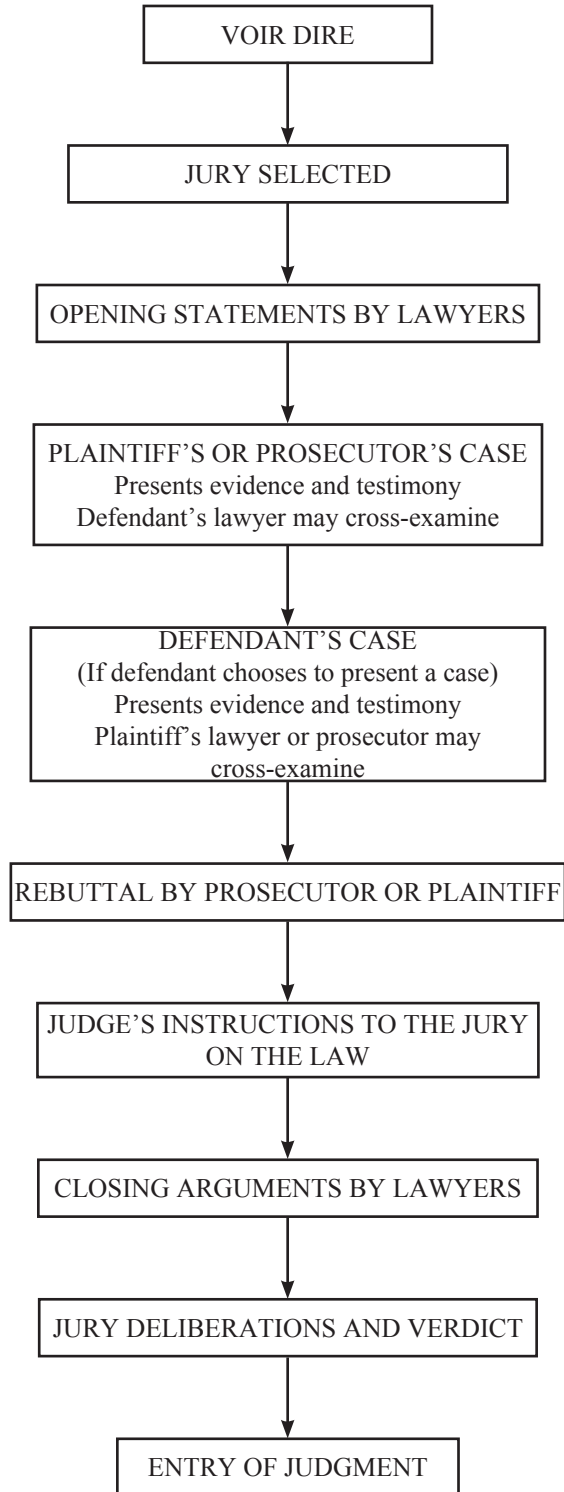 VOIR DIRE
JURY SELECTED
OPENING STATEMENTS BY LAWYERS
PLAINTIFF’S OR PROSECUTOR’S CASE
Presents evidence and testimony
Defendant’s lawyer may cross-examine
DEFENDANT’S CASE
(If defendant chooses to present a case)
Presents evidence and testimony
Plaintiff’s lawyer or prosecutor may
cross-examine
REBUTTAL BY PROSECUTOR OR PLAINTIFF
JUDGE’S INSTRUCTIONS TO THE JURY
ON THE LAW
CLOSING ARGUMENTS BY LAWYERS
JURY DELIBERATIONS AND VERDICT
ENTRY OF JUDGMENT